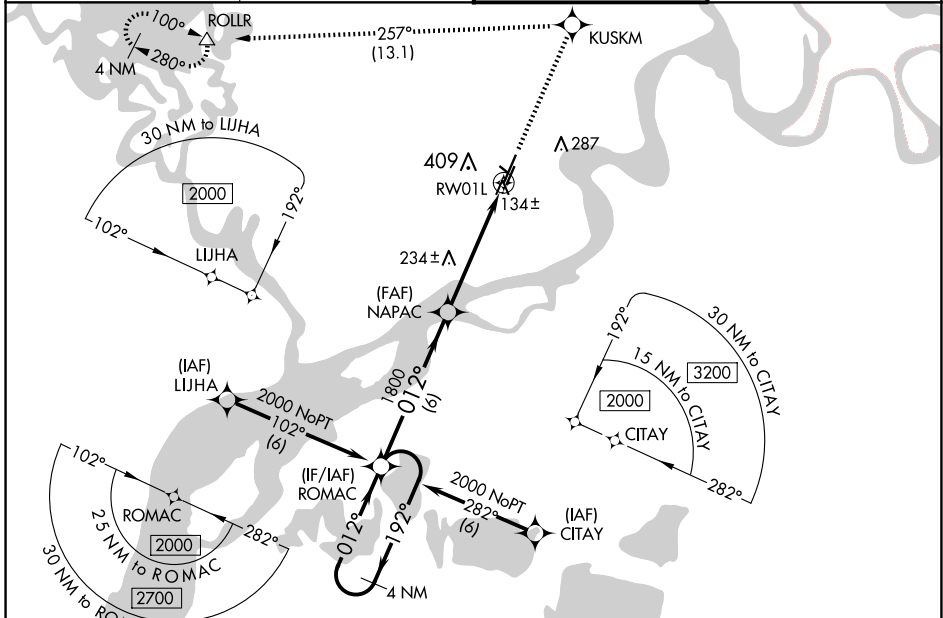 100°
ROLLR
280°
4 NM
257°
(13.1)
KUSKM
30 NM to LIJHA
2000
102°
192°
LIJHA
409
287
RW01L
134±
234±
(FAF)
NAPAC
1800
012°
(6)
(IAF)
LIJHA
2000 NoPT
102°
(6)
(IF/IAF)
ROMAC
012°
192°
4 NM
2000 NoPT
282°
(6)
(IAF)
CITAY
192°
30 NM to CITAY
3200
15 NM to CITAY
2000
CITAY
282°
102°
ROMAC
282°
2000
25 NM to ROMAC
2700
30 NM to